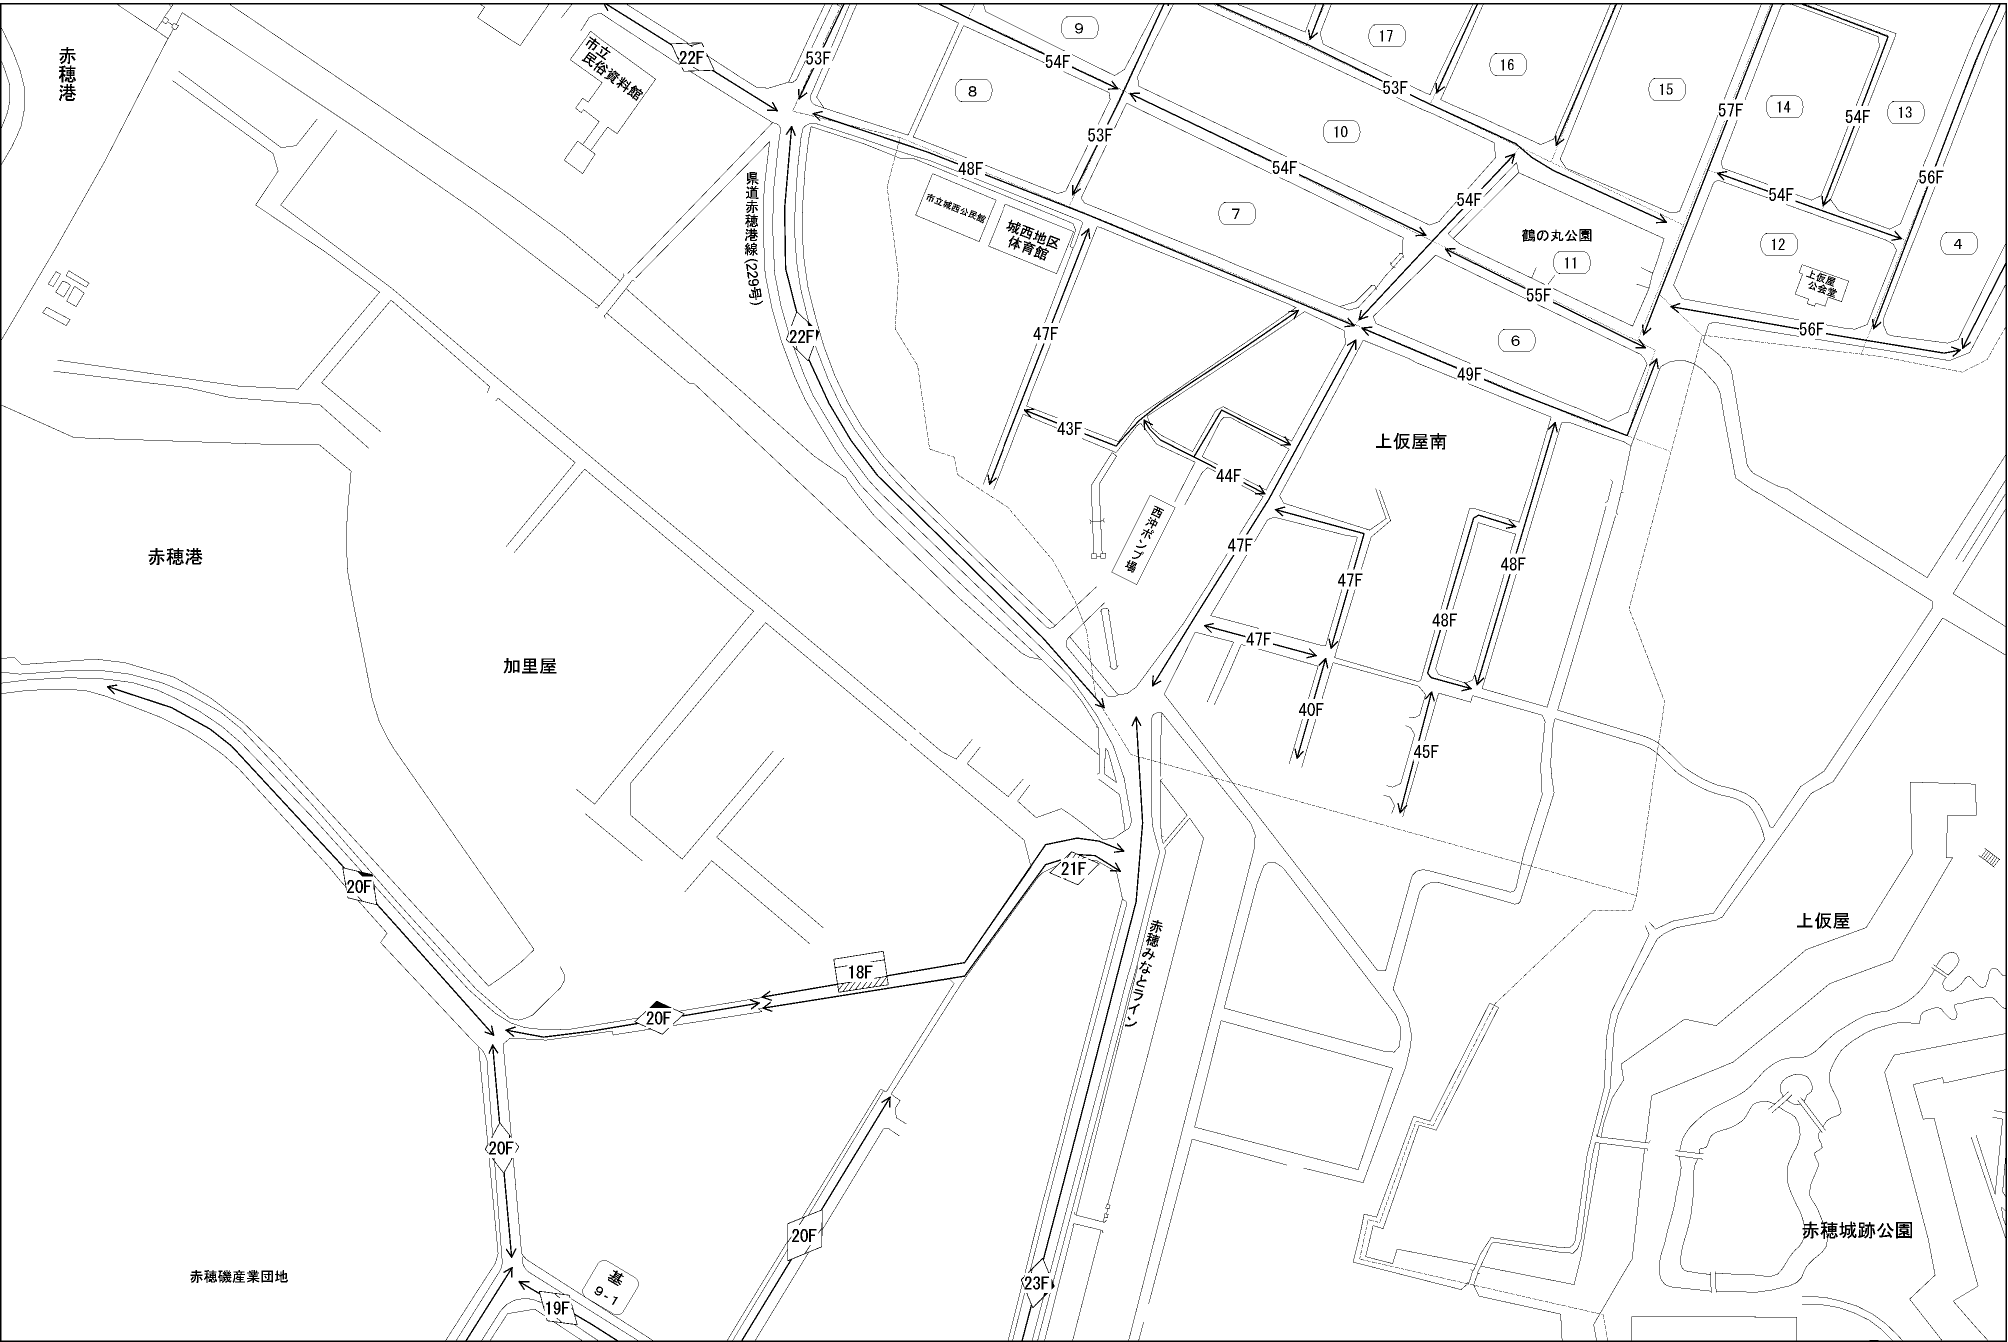 赤穂港
市立
民俗資料館
22F
53F
9
54F
17
16
53F
15
57F
14
54F
13
8
53F
10
48F
54F
54F
56F
54F
県道赤穂港線(229号)
市立城西公民館
城西地区
体育館
7
鶴の丸公園
11
12
4
上仮屋
公会堂
55F
22F
47F
6
56F
49F
43F
上仮屋南
44F
西沖ポンプ場
47F
47F
48F
48F
赤穂港
加里屋
47F
40F
45F
20F
21F
赤穂みなとライン
上仮屋
18F
20F
20F
20F
23F
赤穂城跡公園
赤穂磯産業団地
基
9-1
19F